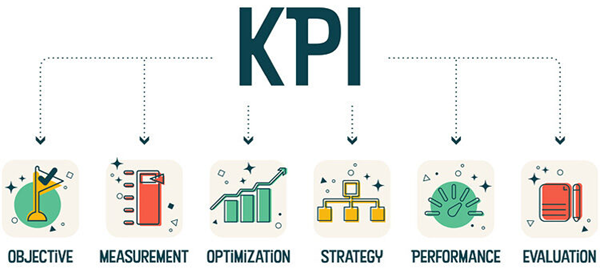 KPI
OBJECTIVE
MEASUREMENT
OPTIMIZATION
STRATEGY
PERFORMANCE
EVALUATION